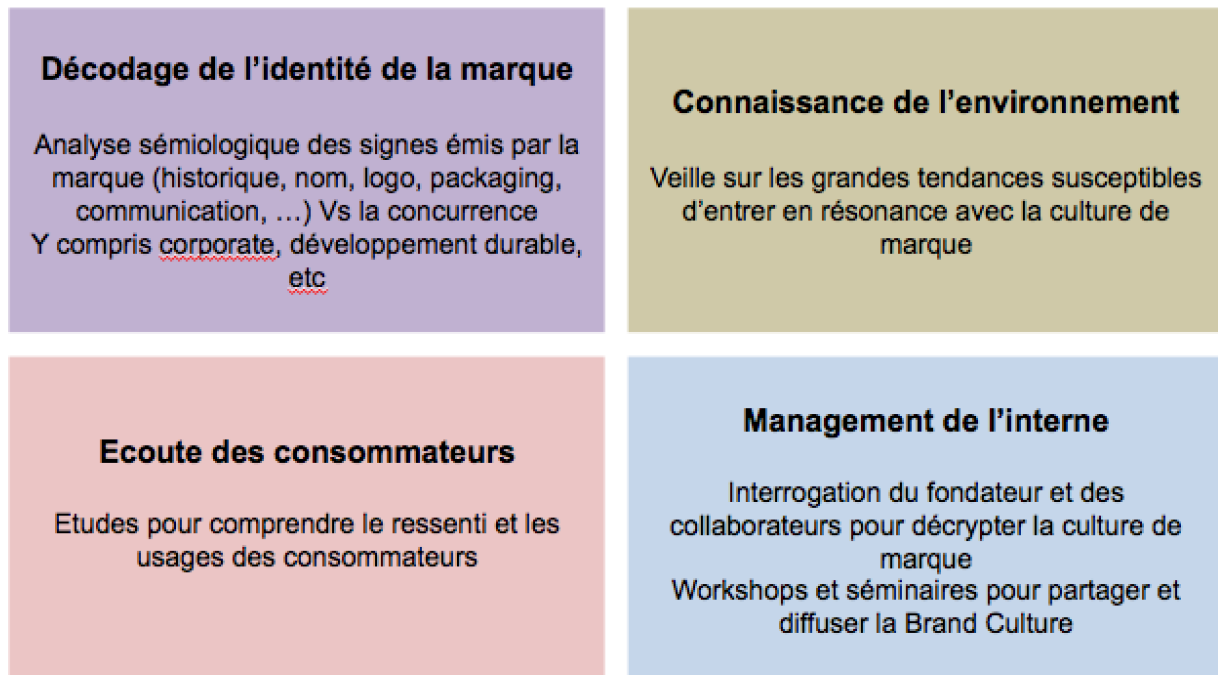 Décodage de l’identité de la marque
Analyse sémiologique des signes émis par la
marque (historique, nom, logo, packaging,
communication, …) Vs la concurrence
Y compris corporate, développement durable,
etc
Connaissance de l’environnement
Veille sur les grandes tendances susceptibles
d’entrer en résonance avec la culture de
marque
Ecoute des consommateurs
Etudes pour comprendre le ressenti et les
usages des consommateurs
Management de l’interne
Interrogation du fondateur et des
collaborateurs pour décrypter la culture de
marque
Workshops et séminaires pour partager et
diffuser la Brand Culture